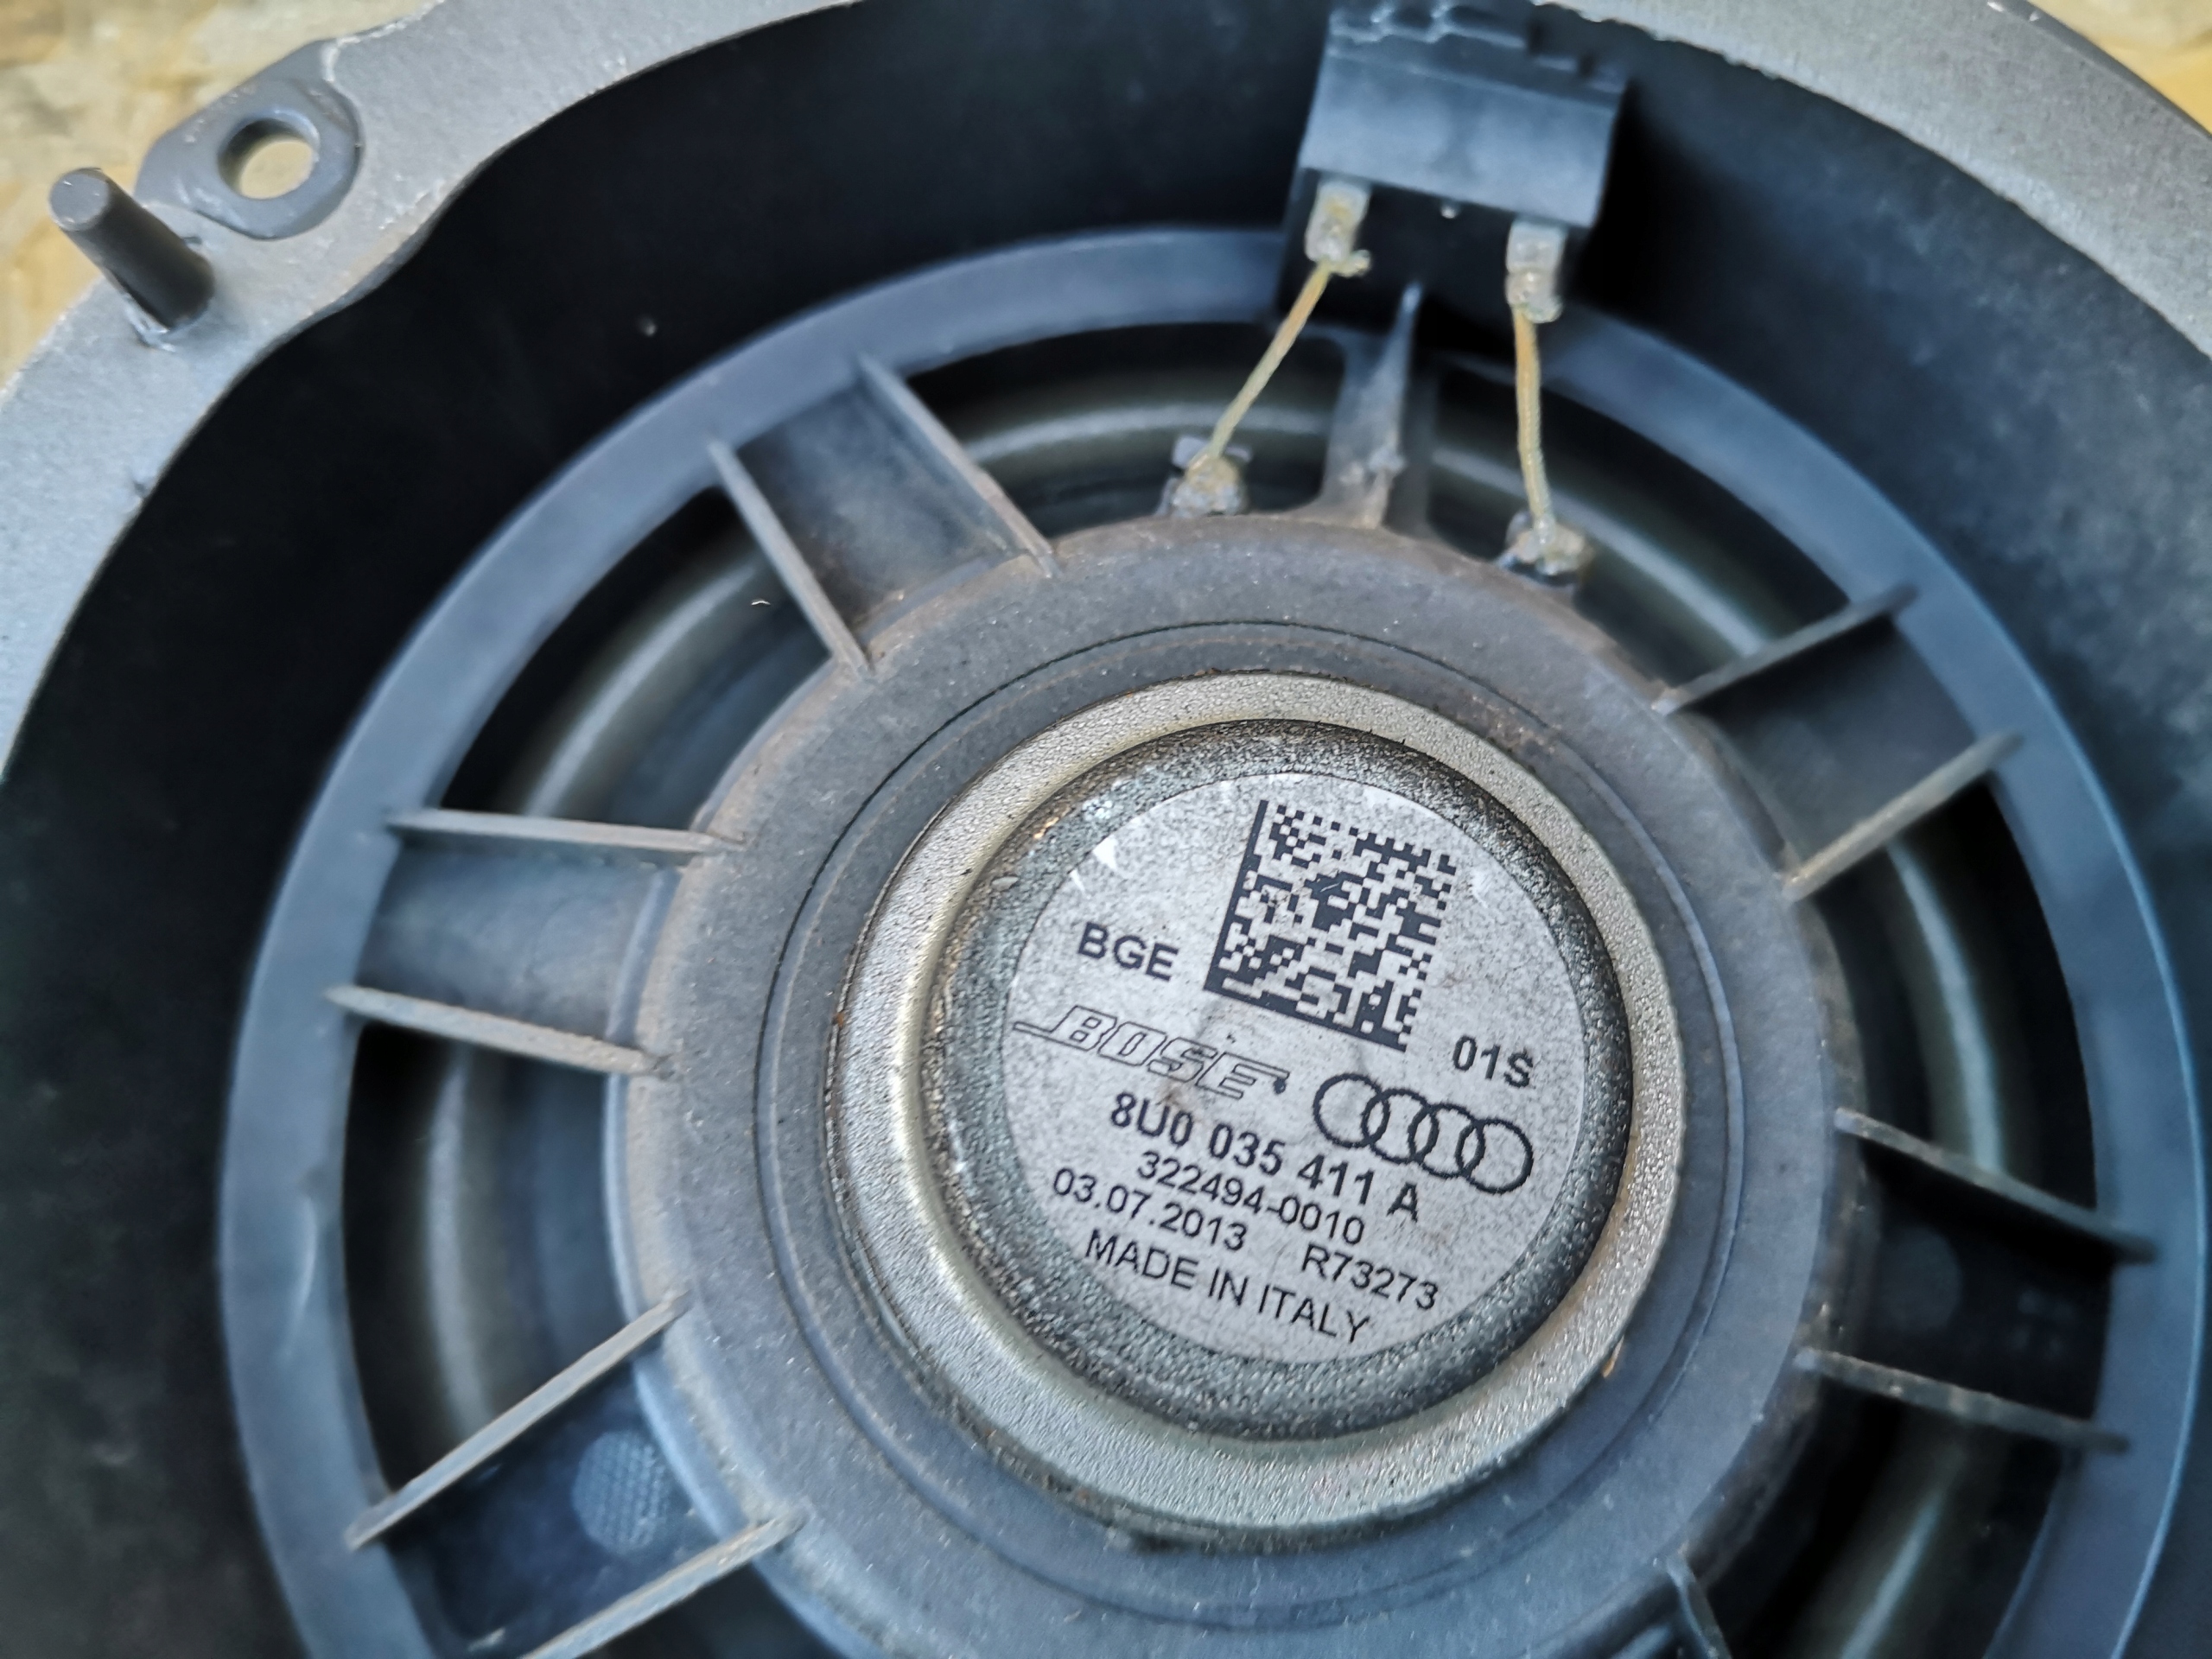 BGE
01S
BOSE
8U0 035 411 A
322494-0010
03.07.2013 R73273
MADE IN ITALY